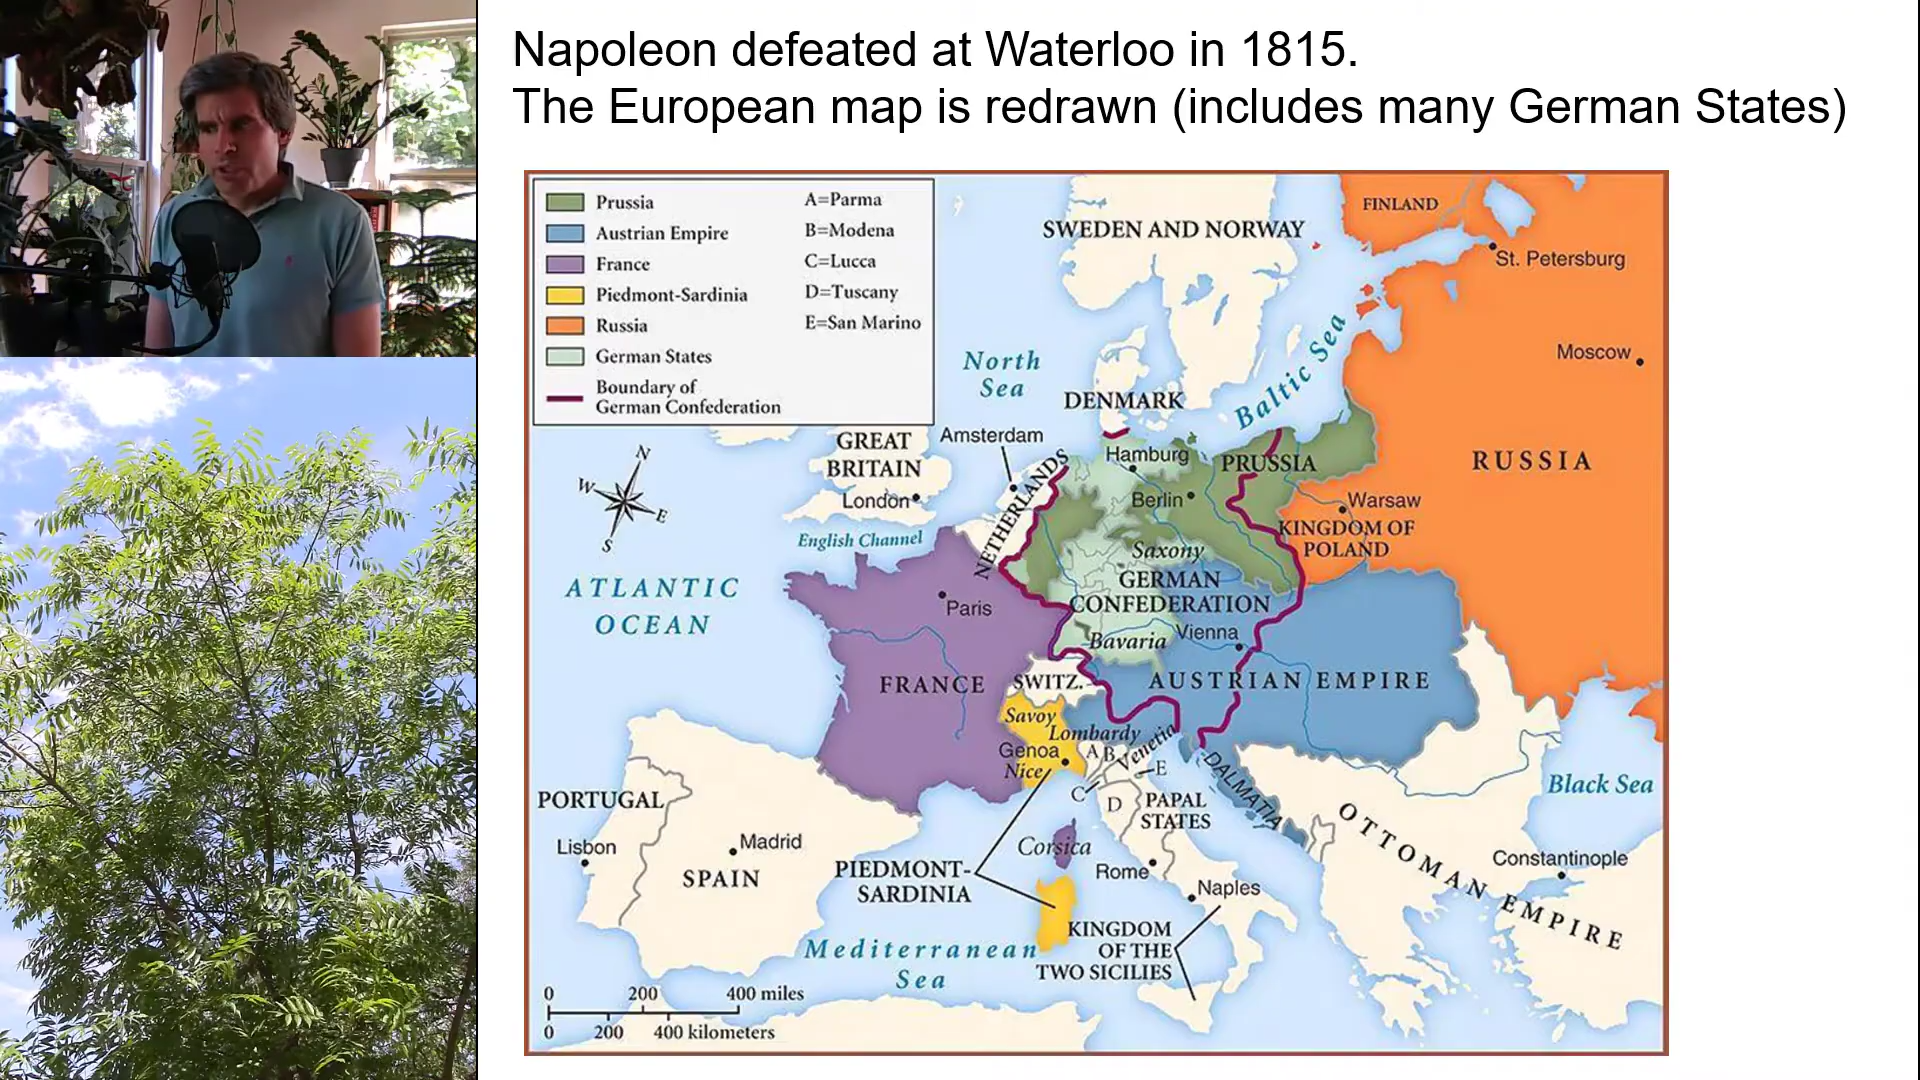 Napoleon defeated at Waterloo in 1815.
The European map is redrawn (includes many German States)
Prussia
Austrian Empire
France
Piedmont-Sardinia
Russia
German States
Boundary of
German Confederation
A=Parma
B=Modena
C=Lucca
D=Tuscany
E=San Marino
FINLAND
SWEDEN AND NORWAY
St. Petersburg
Moscow
North
Sea
Baltic Sea
DENMARK
GREAT
BRITAIN
London
Amsterdam
NETHERLANDS
Hamburg
PRUSSIA
Berlin
RUSSIA
Warsaw
KINGDOM OF
POLAND
N
W
E
S
English Channel
Saxony
GERMAN
CONFEDERATION
ATLANTIC
OCEAN
Paris
Bavaria
Vienna
FRANCE
SWITZ.
AUSTRIAN EMPIRE
Savoy
Lombardy
Venetia
Genoa
Nice
A
B
E
C
D
DALMATIA
Black Sea
PORTUGAL
Lisbon
Madrid
SPAIN
PAPAL
STATES
OTTOMAN EMPIRE
Constantinople
Corsica
PIEDMONT-
SARDINIA
Rome
Naples
KINGDOM
OF THE
TWO SICILIES
Mediterranean
Sea
0 200 400 miles
0 200 400 kilometers